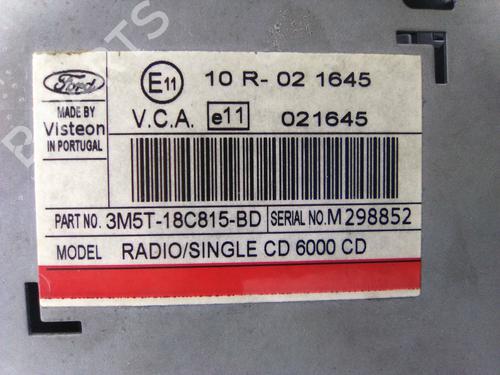 Ford
E11
10 R- 02 1645
MADE BY
Visteon
IN PORTUGAL
V.C.A. e11 021645
PART NO. 3M5T-18C815-BD SERIAL NO. M298852
MODEL RADIO/SINGLE CD 6000 CD